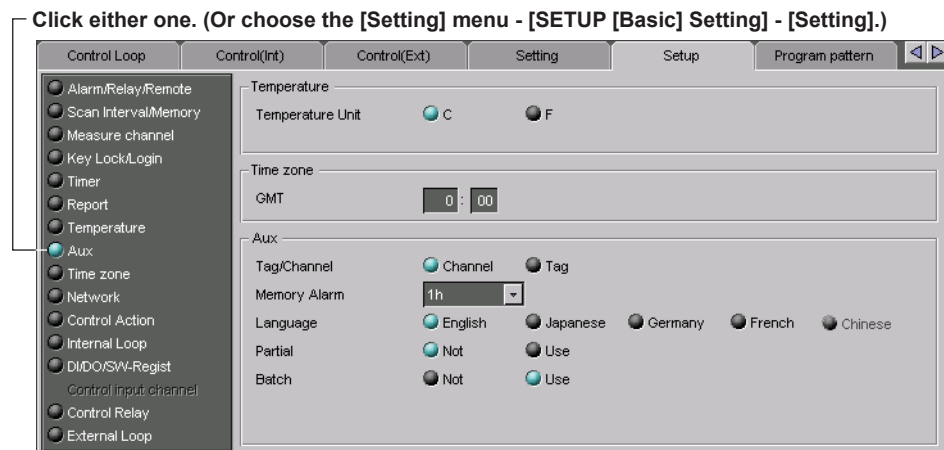 Click either one. (Or choose the [Setting] menu - [SETUP [Basic] Setting] - [Setting].)
Control Loop Control(Int) Control(Ext) Setting Setup Program pattern
Alarm/Relay/Remote
Scan Interval/Memory
Measure channel
Key Lock/Login
Timer
Report
Temperature
Aux
Time zone
Network
Control Action
Internal Loop
DI/DO/SW-Regist
Control input channel
Control Relay
External Loop
Temperature
Temperature Unit C F
Time zone
GMT 0 : 00
Aux
Tag/Channel Channel Tag
Memory Alarm 1h
Language English Japanese Germany French Chinese
Partial Not Use
Batch Not Use